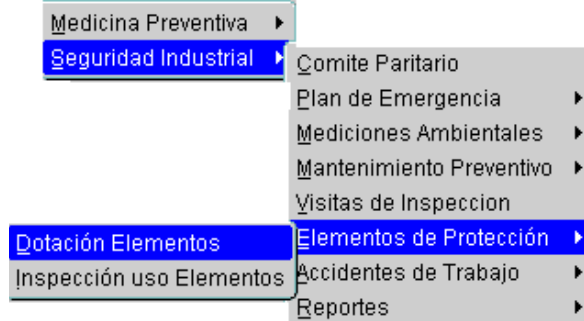 Medicina Preventiva
Seguridad Industrial
Comite Paritario
Plan de Emergencia
Mediciones Ambientales
Mantenimiento Preventivo
Visitas de Inspeccion
Elementos de Protección
Accidentes de Trabajo
Reportes
Dotación Elementos
Inspección uso Elementos